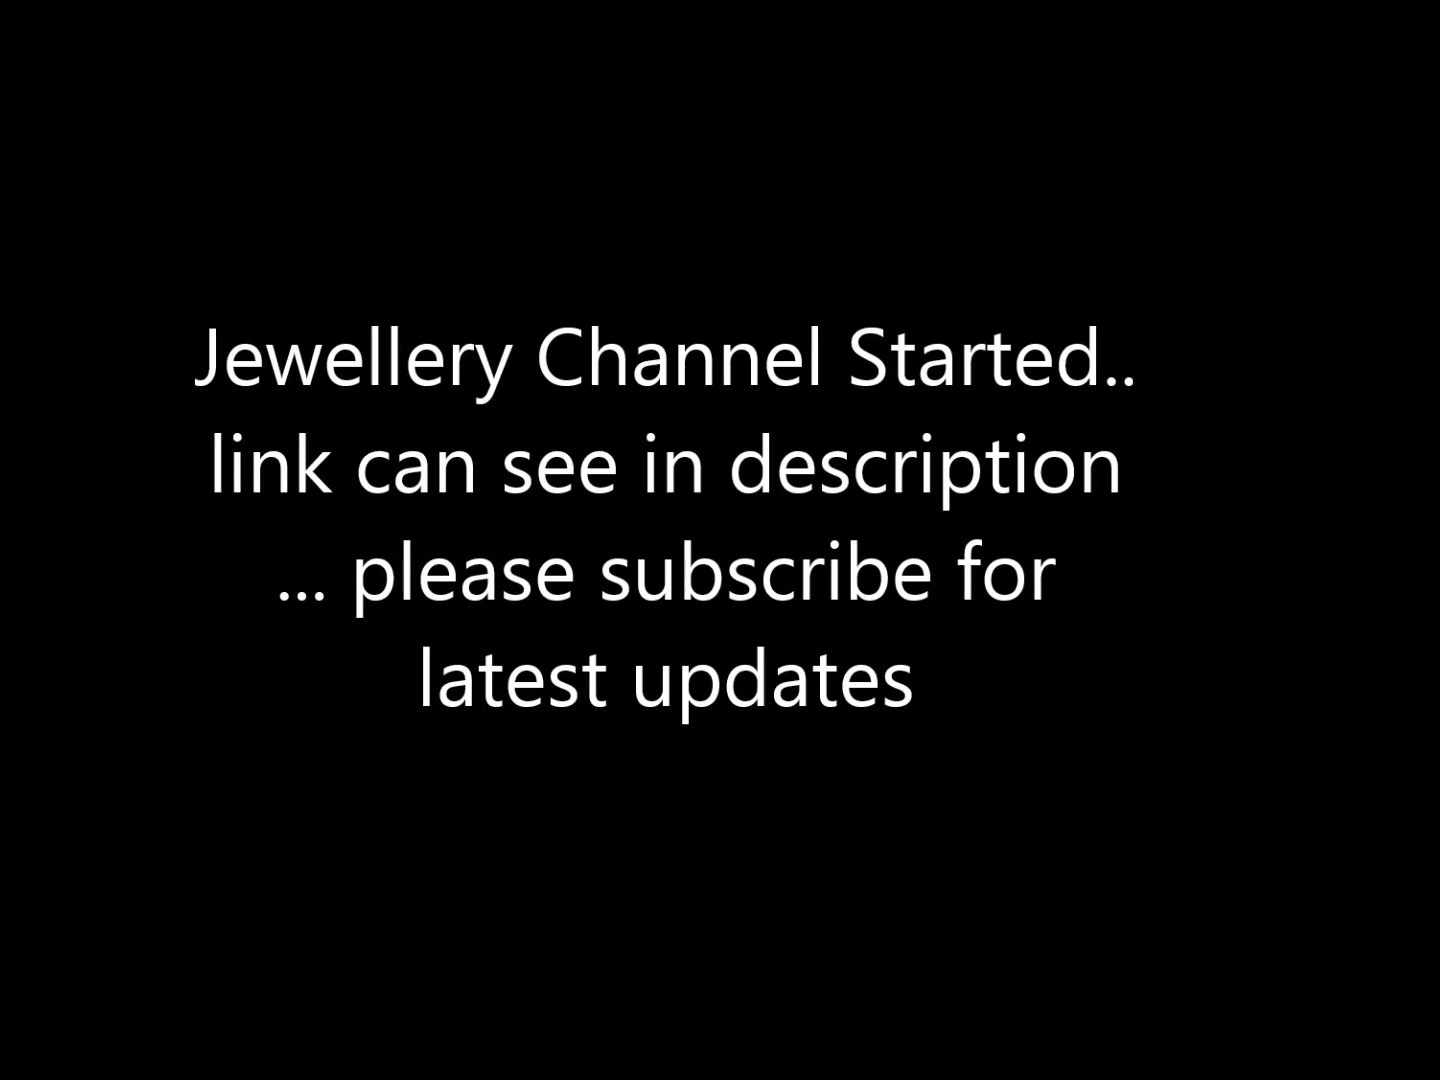 Jewellery Channel Started..
link can see in description
... please subscribe for
latest updates